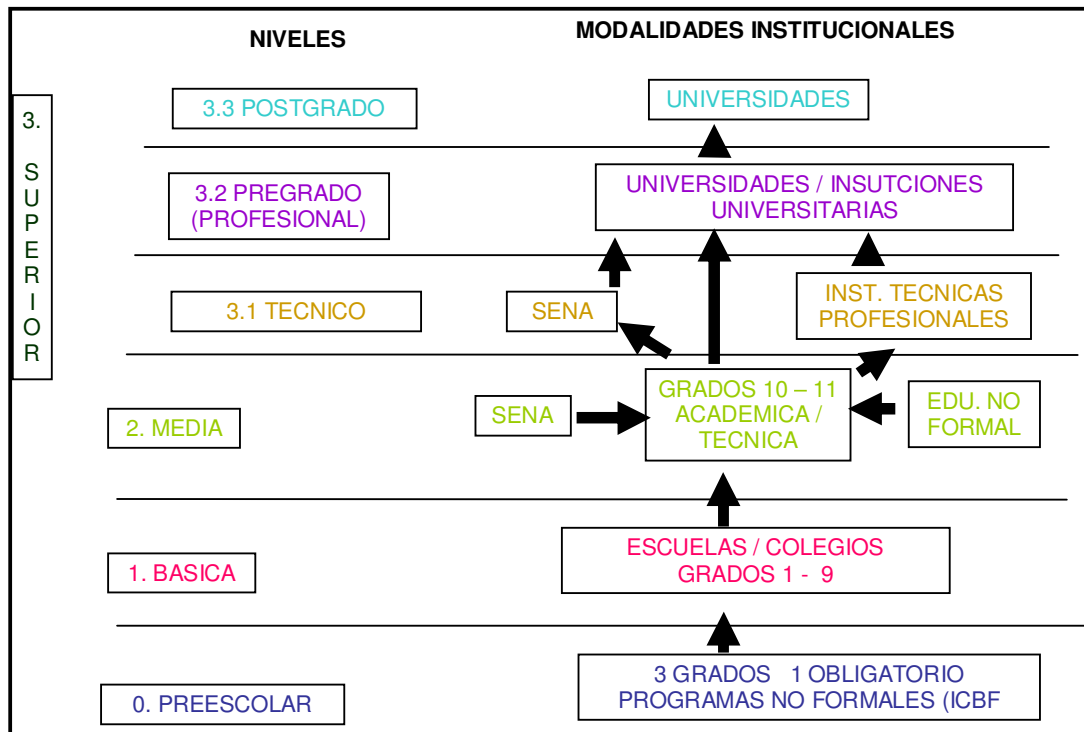 NIVELES
MODALIDADES INSTITUCIONALES
3.
S
U
P
E
R
I
O
R
3.3 POSTGRADO
UNIVERSIDADES
3.2 PREGRADO
(PROFESIONAL)
UNIVERSIDADES / INSUTCIONES
UNIVERSITARIAS
3.1 TECNICO
SENA
INST. TECNICAS
PROFESIONALES
2. MEDIA
SENA
GRADOS 10 – 11
ACADEMICA /
TECNICA
EDU. NO
FORMAL
1. BASICA
ESCUELAS / COLEGIOS
GRADOS 1 - 9
0. PREESCOLAR
3 GRADOS 1 OBLIGATORIO
PROGRAMAS NO FORMALES (ICBF